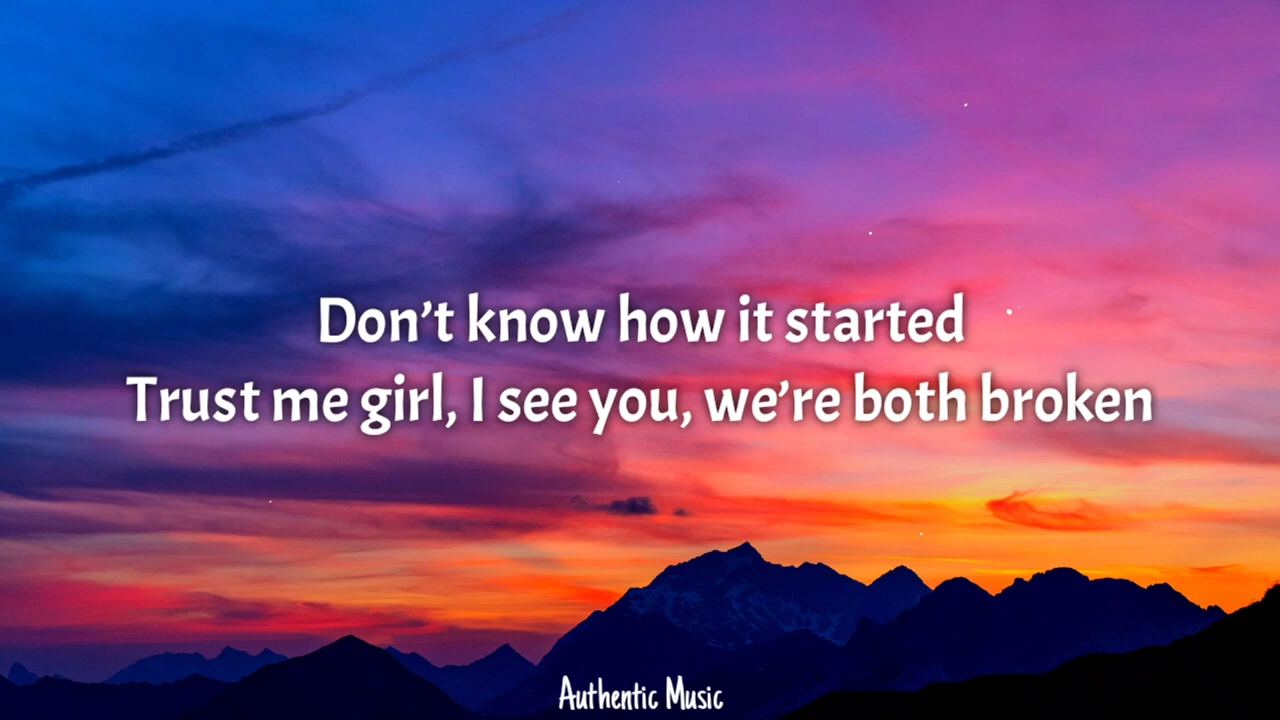 Don’t know how it started
Trust me girl, I see you, we’re both broken
Authentic Music